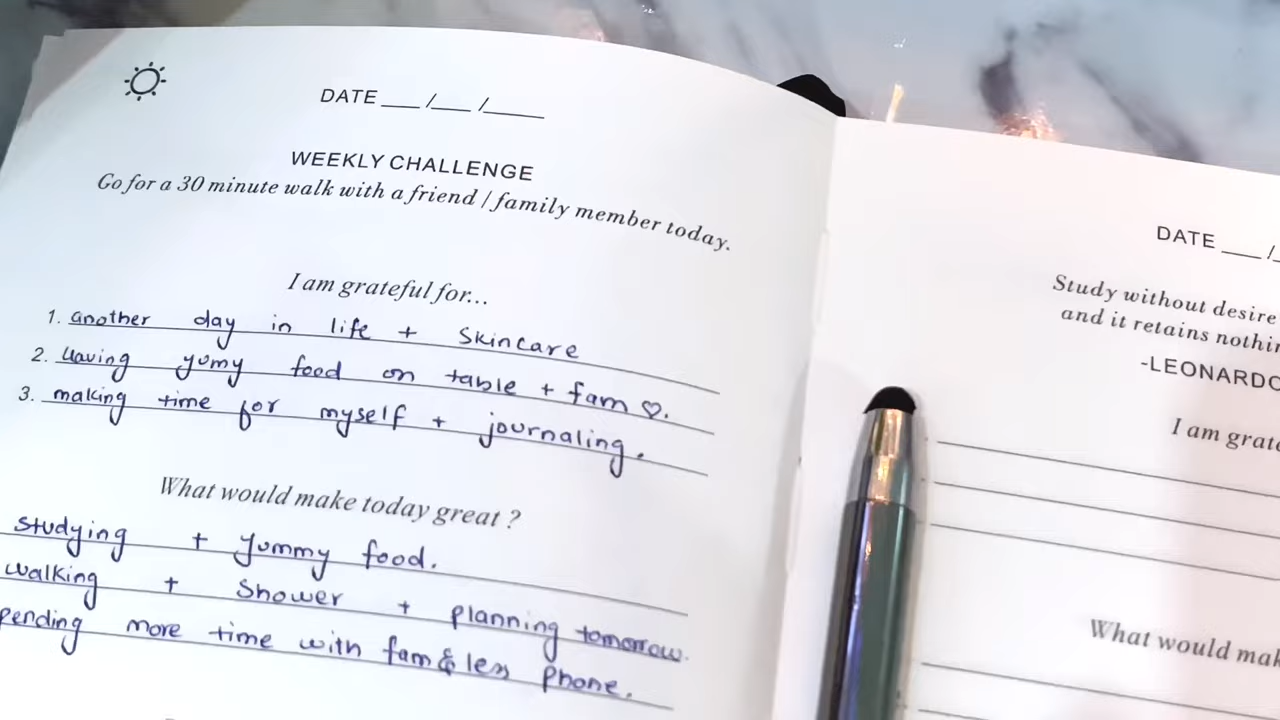 DATE ___ /___ /____
WEEKLY CHALLENGE
Go for a 30 minute walk with a friend / family member today.
I am grateful for...
1. another day in life + Skincare
2. having yumy food on table + fam ♡.
3. making time for myself + journaling.
What would make today great ?
studying + yummy food.
walking + Shower + planning tomorrow.
pending more time with fam & less phone.
DATE ___ /
Study without desire
and it retains nothin
-LEONARDO
I am grate
What would mak